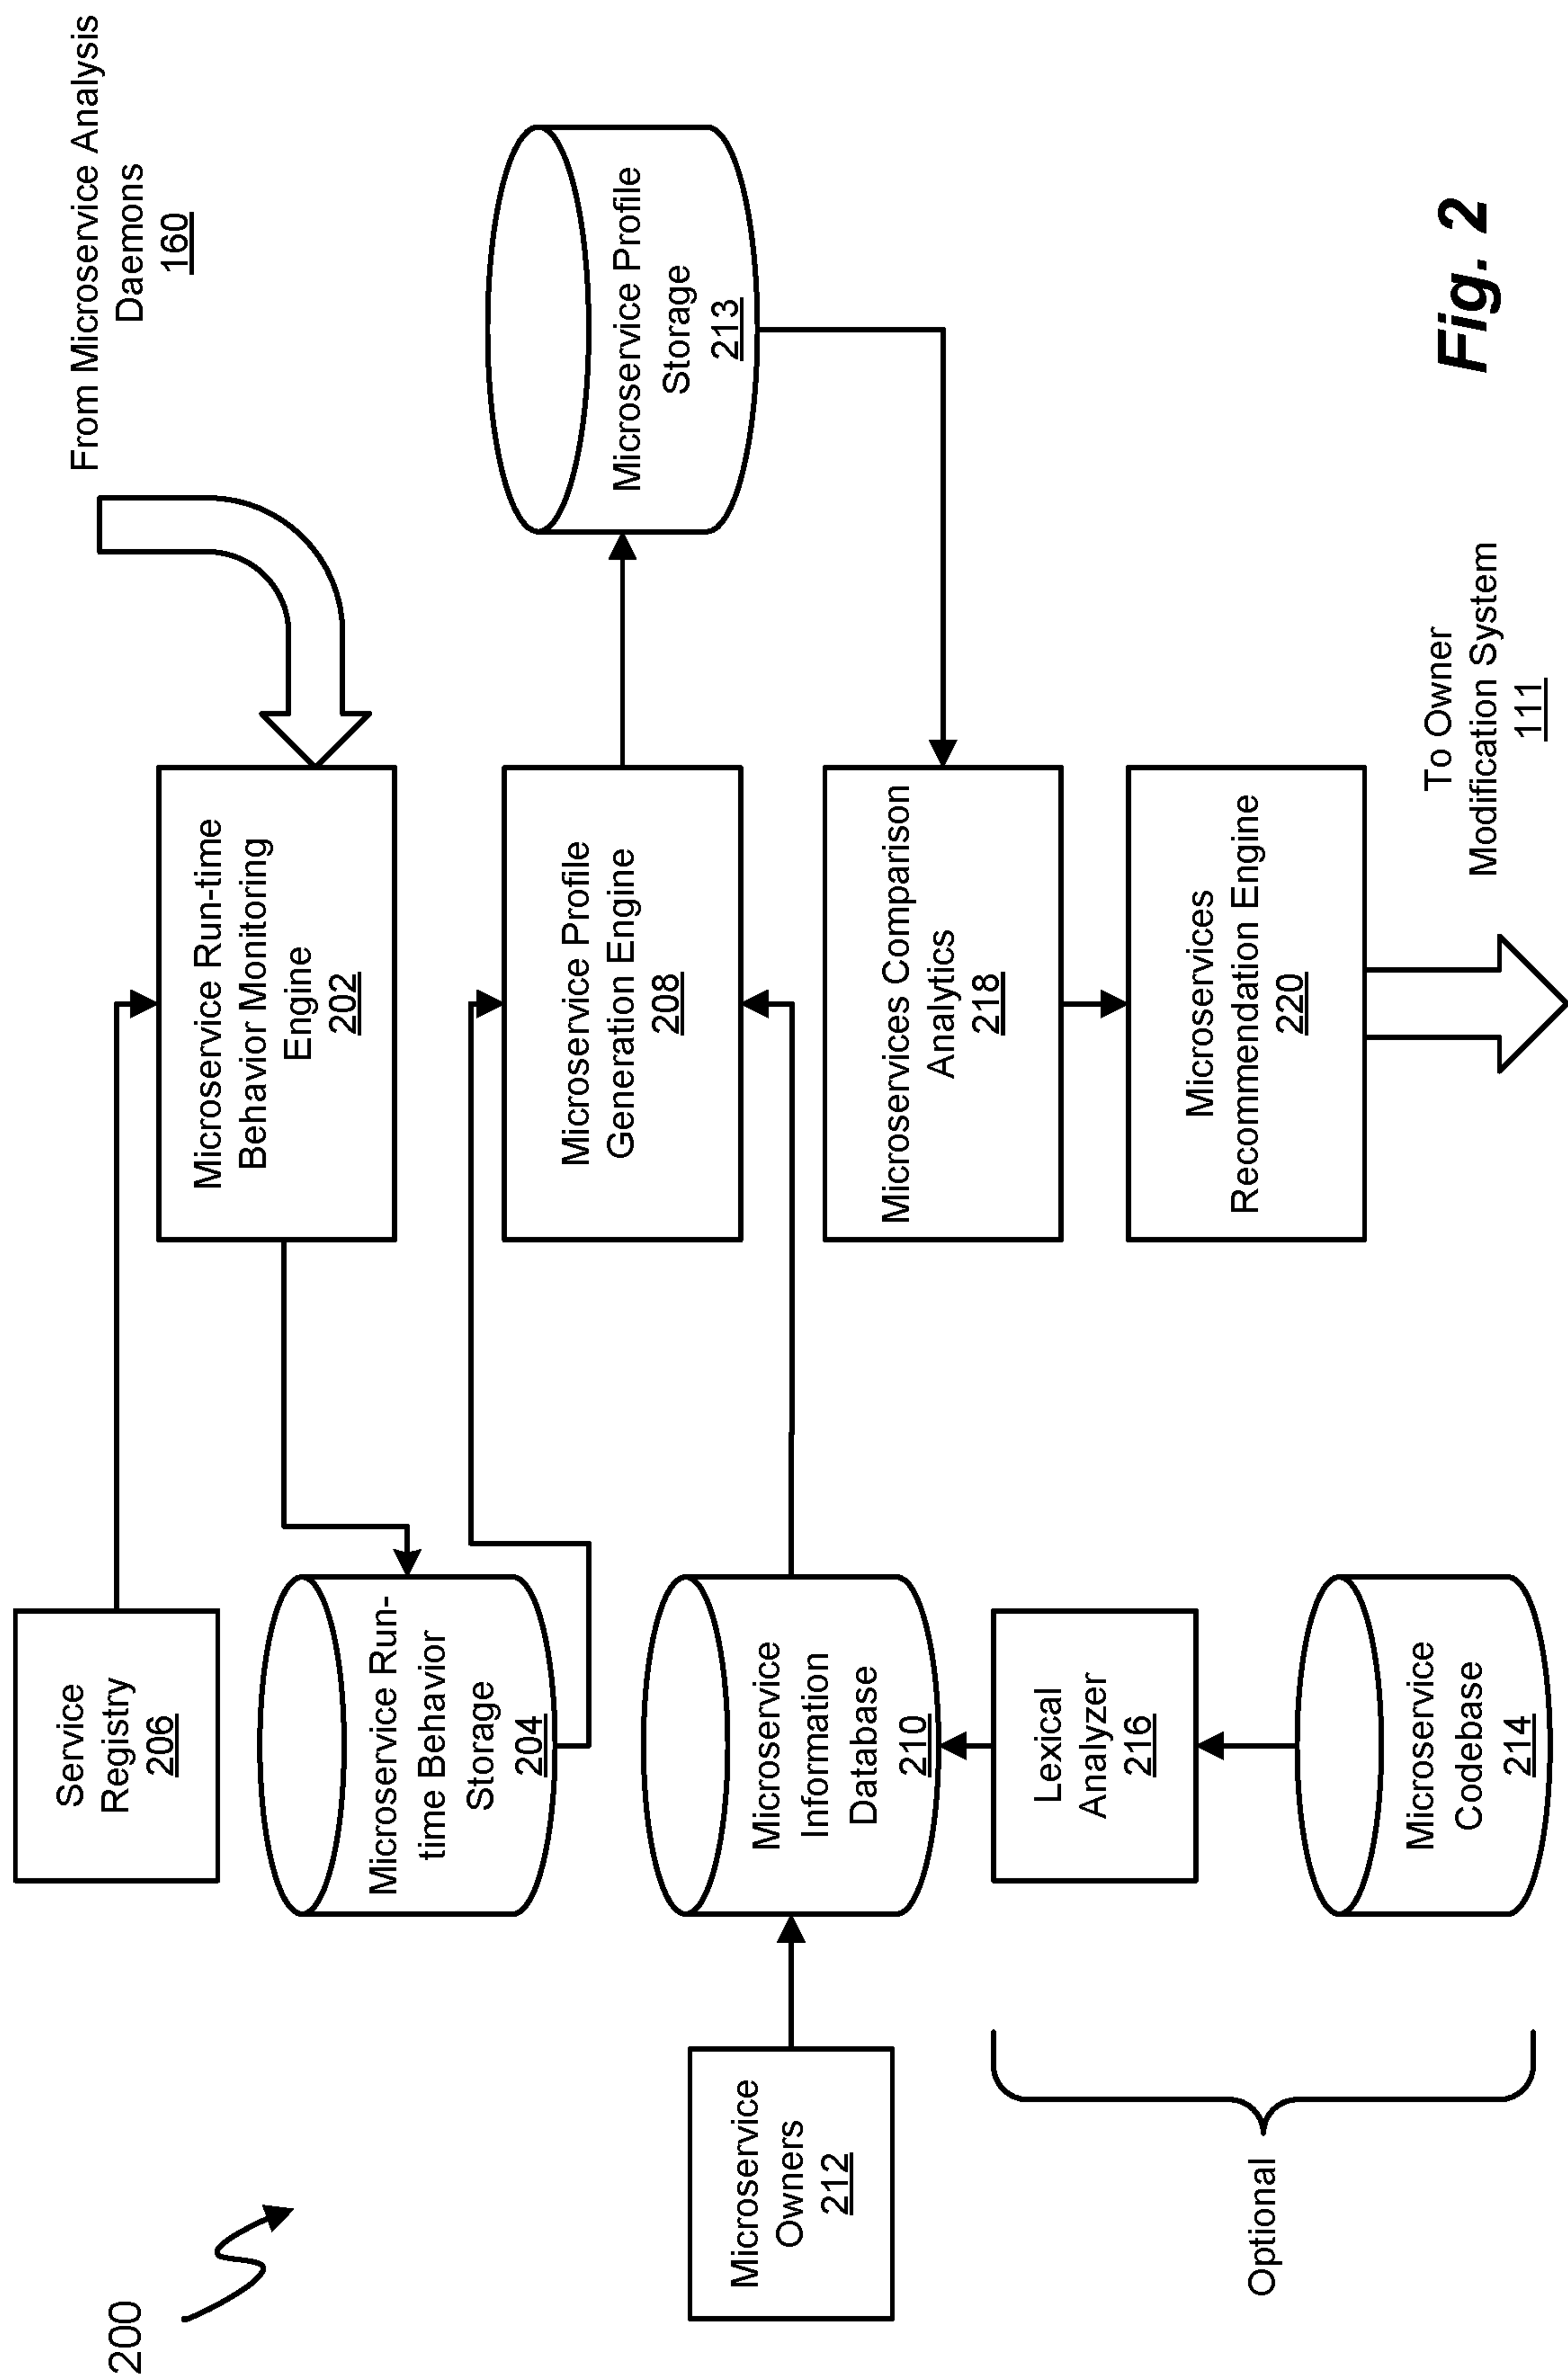 200
Service
Registry
206
From Microservice Analysis
Daemons
160
Microservice Run-time
Behavior Monitoring
Engine
202
Microservice Run-
time Behavior
Storage
204
Microservice Profile
Generation Engine
208
Microservice Profile
Storage
213
Microservice
Owners
212
Microservice
Information
Database
210
Microservices Comparison
Analytics
218
Lexical
Analyzer
216
Microservices
Recommendation Engine
220
Optional
Microservice
Codebase
214
To Owner
Modification System
111
Fig. 2